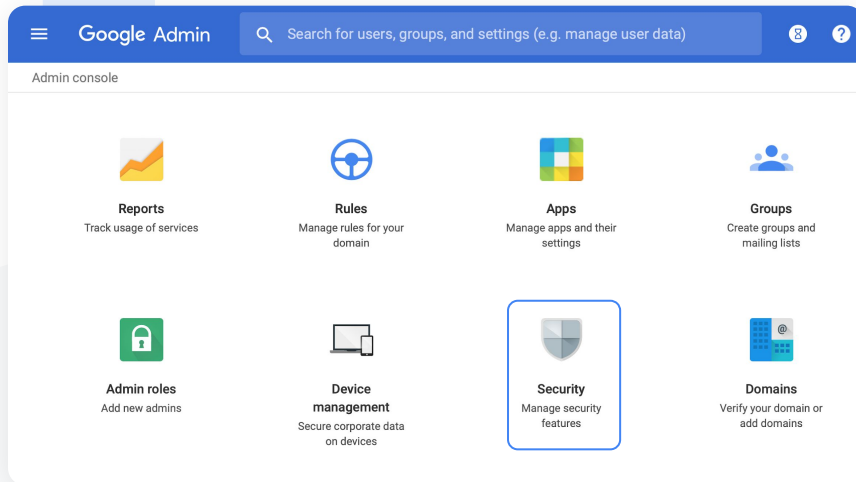 Google Admin
Search for users, groups, and settings (e.g. manage user data)
8
?
Admin console
Reports
Track usage of services
Rules
Manage rules for your
domain
Apps
Manage apps and their
settings
Groups
Create groups and
mailing lists
Admin roles
Add new admins
Device
management
Secure corporate data
on devices
Security
Manage security
features
@
Domains
Verify your domain or
add domains